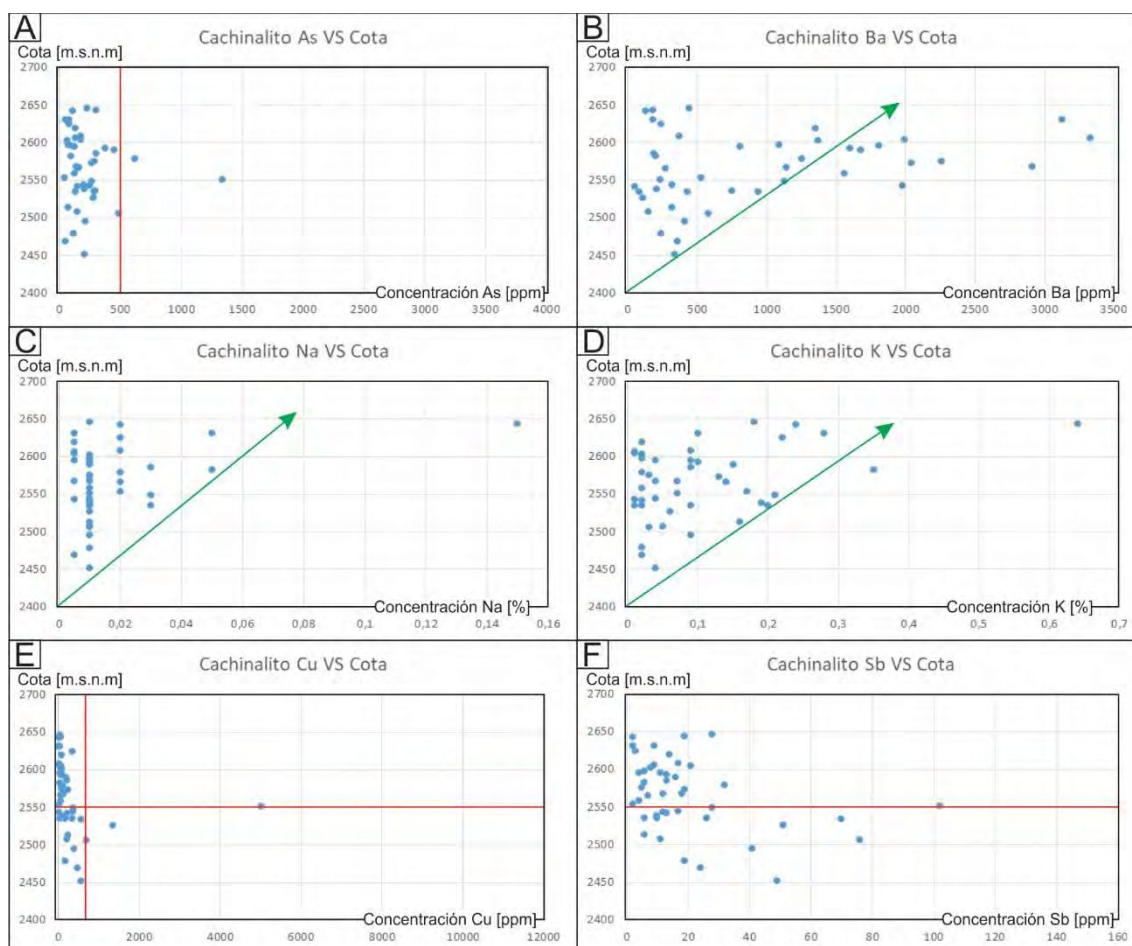 A
Cachinalito As VS Cota
Cota [m.s.n.m]
2700
2650
2600
2550
2500
2450
2400
Concentración As [ppm]
0 500 1000 1500 2000 2500 3000 3500 4000
B
Cachinalito Ba VS Cota
Cota [m.s.n.m]
2700
2650
2600
2550
2500
2450
2400
Concentración Ba [ppm]
0 500 1000 1500 2000 2500 3000 3500
C
Cachinalito Na VS Cota
Cota [m.s.n.m]
2700
2650
2600
2550
2500
2450
2400
Concentración Na [%]
0 0,02 0,04 0,06 0,08 0,1 0,12 0,14 0,16
D
Cachinalito K VS Cota
Cota [m.s.n.m]
2700
2650
2600
2550
2500
2450
2400
Concentración K [%]
0 0,1 0,2 0,3 0,4 0,5 0,6 0,7
E
Cachinalito Cu VS Cota
Cota [m.s.n.m]
2700
2650
2600
2550
2500
2450
2400
Concentración Cu [ppm]
0 2000 4000 6000 8000 10000 12000
F
Cachinalito Sb VS Cota
Cota [m.s.n.m]
2700
2650
2600
2550
2500
2450
2400
Concentración Sb [ppm]
0 20 40 60 80 100 120 140 160